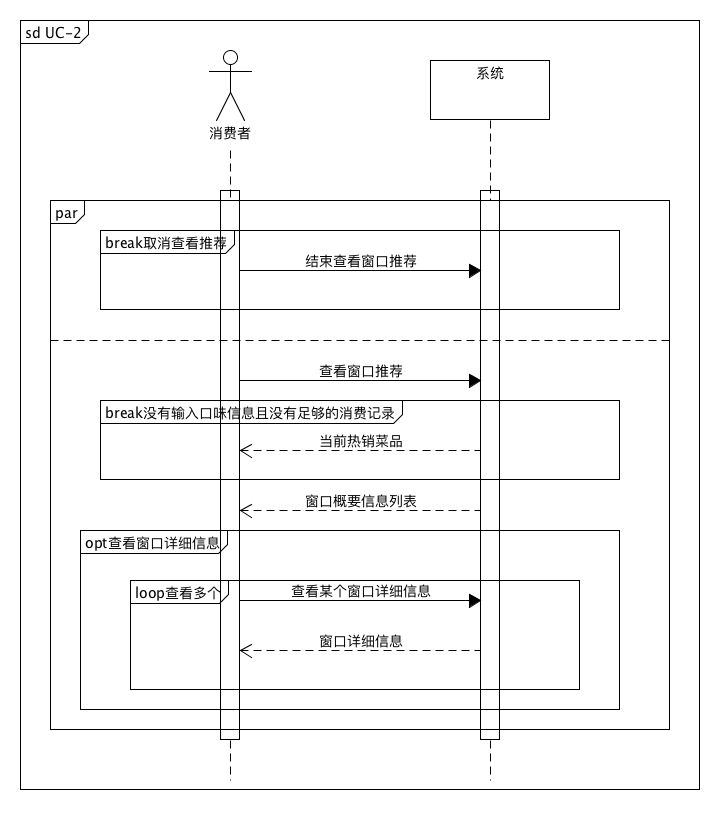 sd UC-2
消费者
系统
par
break取消查看推荐
结束查看窗口推荐
查看窗口推荐
break没有输入口味信息且没有足够的消费记录
当前热销菜品
窗口概要信息列表
opt查看窗口详细信息
loop查看多个
查看某个窗口详细信息
窗口详细信息